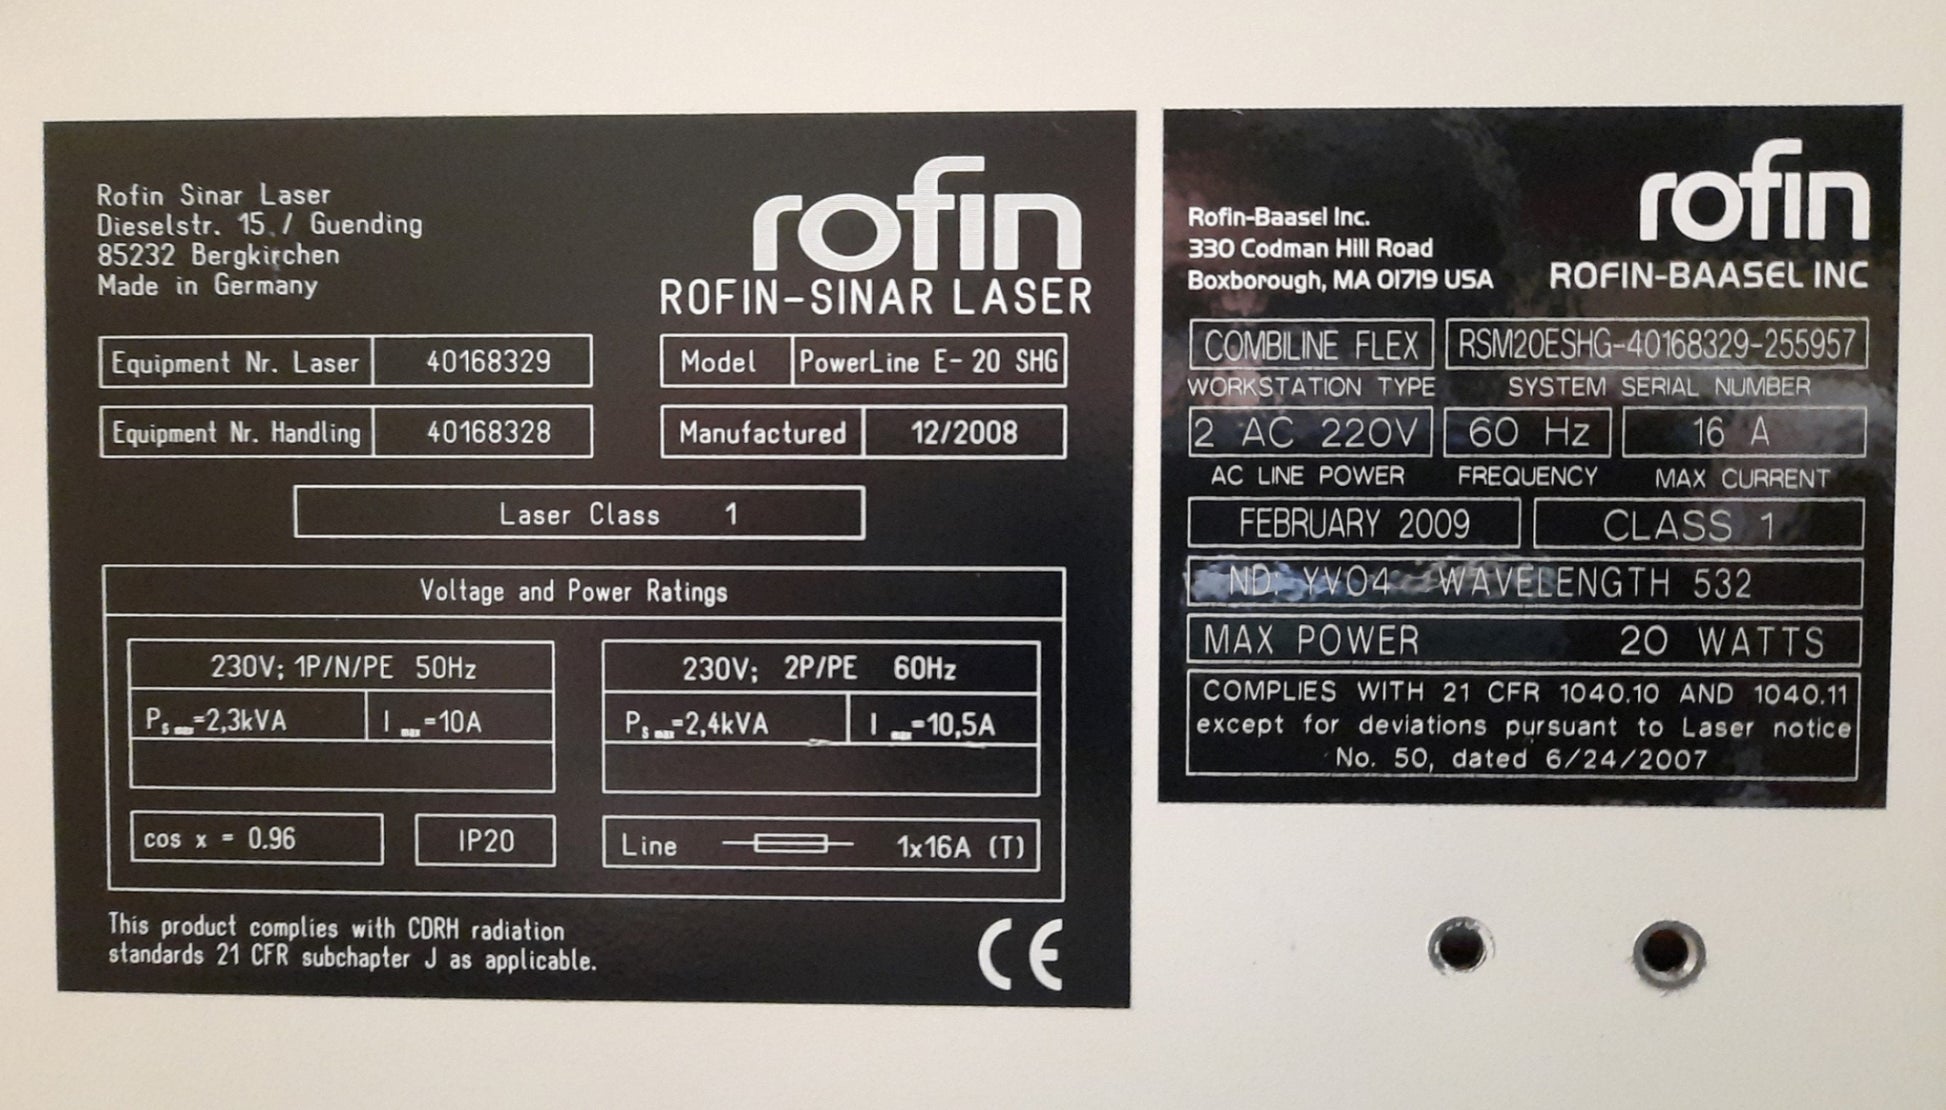 Rofin Sinar Laser
Dieselstr. 15 / Guending
85232 Bergkirchen
Made in Germany
rofin
ROFIN-SINAR LASER
Equipment Nr. Laser 40168329
Model PowerLine E- 20 SHG
Equipment Nr. Handling 40168328
Manufactured 12/2008
Laser Class 1
Voltage and Power Ratings
230V; 1P/N/PE 50Hz
Ps max=2,3kVA I max=10A
230V; 2P/PE 60Hz
Ps max=2,4kVA I max=10,5A
cos x = 0.96
IP20
Line 1x16A (T)
This product complies with CDRH radiation
standards 21 CFR subchapter J as applicable.
CE
rofin
Rofin-Baasel Inc.
330 Codman Hill Road
Boxborough, MA 01719 USA
ROFIN-BAASEL INC
COMBILINE FLEX RSM20ESHG-40168329-255957
WORKSTATION TYPE SYSTEM SERIAL NUMBER
2 AC 220V 60 Hz 16 A
AC LINE POWER FREQUENCY MAX CURRENT
FEBRUARY 2009 CLASS 1
ND: YVO4 WAVELENGTH 532
MAX POWER 20 WATTS
COMPLIES WITH 21 CFR 1040.10 AND 1040.11
except for deviations pursuant to Laser notice
No. 50, dated 6/24/2007